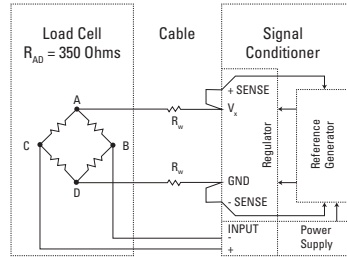 Load Cell
R_AD = 350 Ohms
Cable
Signal
Conditioner
A
C
B
D
R_w
R_w
+ SENSE
V_x
GND
- SENSE
Regulator
Reference
Generator
INPUT
-
+
Power
Supply